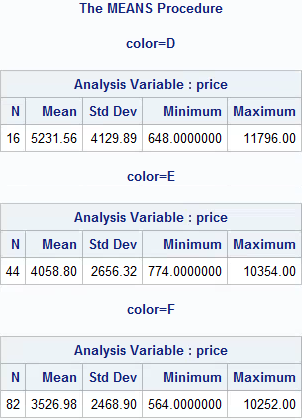 The MEANS Procedure
color=D
Analysis Variable : price
N Mean Std Dev Minimum Maximum
16 5231.56 4129.89 648.0000000 11796.00
color=E
Analysis Variable : price
N Mean Std Dev Minimum Maximum
44 4058.80 2656.32 774.0000000 10354.00
color=F
Analysis Variable : price
N Mean Std Dev Minimum Maximum
82 3526.98 2468.90 564.0000000 10252.00